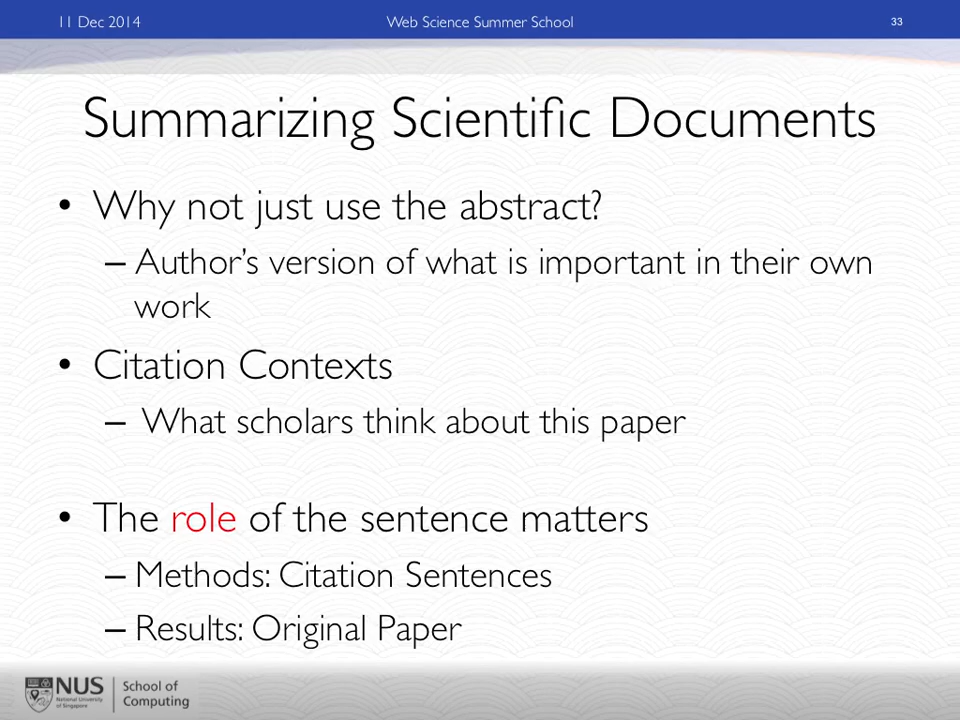 11 Dec 2014
Web Science Summer School
33
Summarizing Scientific Documents
• Why not just use the abstract?
– Author’s version of what is important in their own
work
• Citation Contexts
– What scholars think about this paper
• The role of the sentence matters
– Methods: Citation Sentences
– Results: Original Paper
NUS
National University
of Singapore
School of
Computing